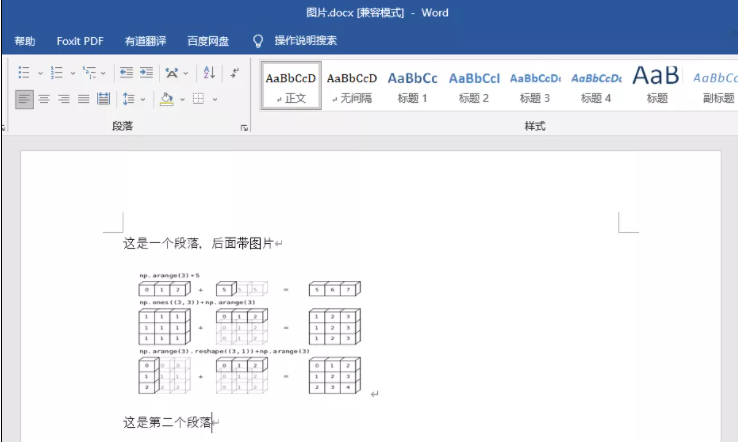 图片.docx [兼容模式] - Word
帮助 Foxit PDF 有道翻译 百度网盘 操作说明搜索
AaBbCcD AaBbCcD AaBbCc AaBbCcI AaBbCcD AaBbCcDc AaB AaBbCc
正文 无间隔 标题 1 标题 2 标题 3 标题 4 标题 副标题
段落 样式
这是一个段落,后面带图片
np.arange(3)+5
0 1 2 + 5 5 5 = 5 6 7
np.ones((3,3))+np.arange(3)
1 1 1 0 1 2 1 2 3
1 1 1 + 0 1 2 = 1 2 3
1 1 1 0 1 2 1 2 3
np.arange(3).reshape((3,1))+np.arange(3)
0 0 0 0 1 2 0 1 2
1 1 1 + 0 1 2 = 1 2 3
2 2 2 0 1 2 2 3 4
这是第二个段落